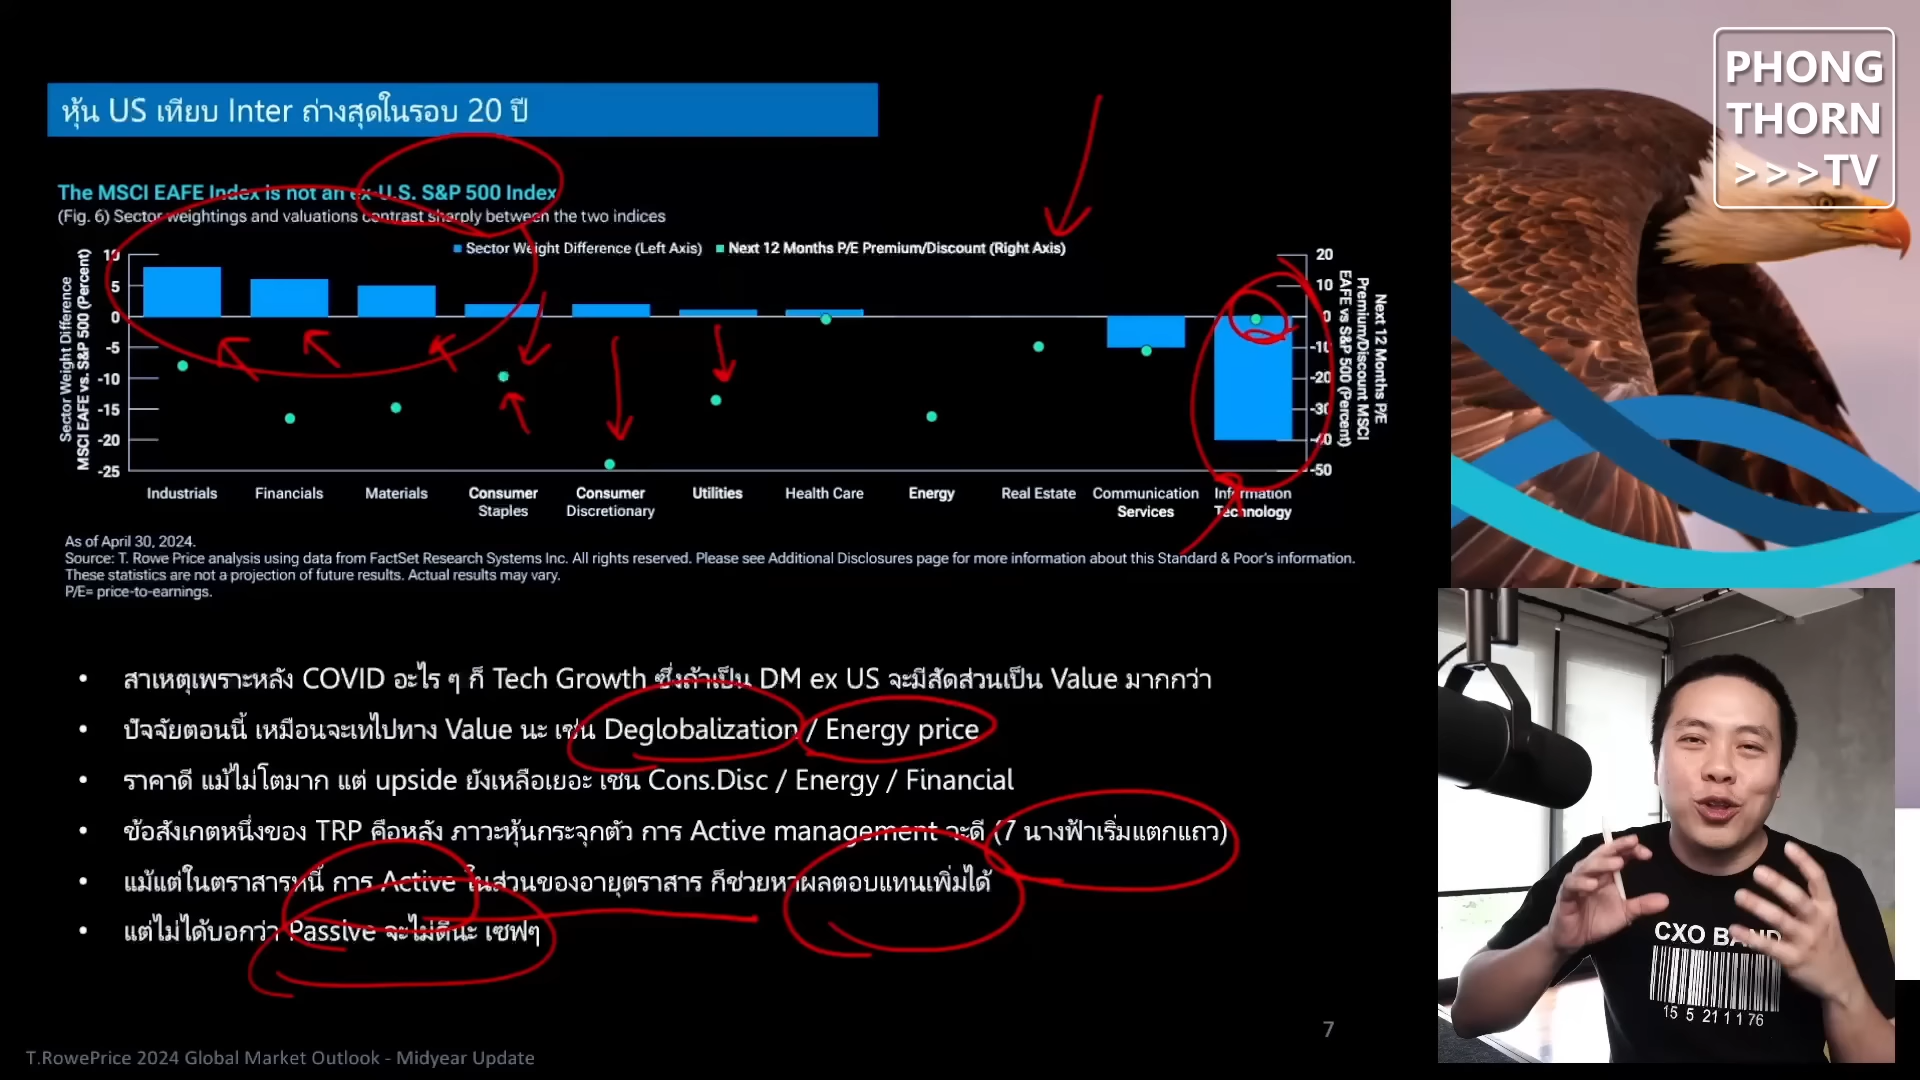 หุ้น US เทียบ Inter ถ่างสุดในรอบ 20 ปี
The MSCI EAFE Index is not an ex-U.S. S&P 500 Index
(Fig. 6) Sector weightings and valuations contrast sharply between the two indices
Sector Weight Difference (Left Axis) Next 12 Months P/E Premium/Discount (Right Axis)
Sector Weight Difference
MSCI EAFE vs. S&P 500 (Percent)
10
5
0
-5
-10
-15
-20
-25
20
10
0
-10
-20
-30
-40
-50
Next 12 Months P/E
Premium/Discount MSCI
EAFE vs S&P 500 (Percent)
Industrials Financials Materials Consumer Staples Consumer Discretionary Utilities Health Care Energy Real Estate Communication Services Information Technology
As of April 30, 2024.
Source: T. Rowe Price analysis using data from FactSet Research Systems Inc. All rights reserved. Please see Additional Disclosures page for more information about this Standard & Poor's information.
These statistics are not a projection of future results. Actual results may vary.
P/E= price-to-earnings.
• สาเหตุเพราะหลัง COVID อะไร ๆ ก็ Tech Growth ซึ่งถ้าเป็น DM ex US จะมีสัดส่วนเป็น Value มากกว่า
• ปัจจัยตอนนี้ เหมือนจะเทไปทาง Value นะ เช่น Deglobalization / Energy price
• ราคาดี แม้ไม่โตมาก แต่ upside ยังเหลือเยอะ เช่น Cons.Disc / Energy / Financial
• ข้อสังเกตหนึ่งของ TRP คือหลัง ภาวะหุ้นกระจุกตัว การ Active management จะดี (7 นางฟ้าเริ่มแตกแถว)
• แม้แต่ในตราสารหนี้ การ Active ในส่วนของอายุตราสาร ก็ช่วยหาผลตอบแทนเพิ่มได้
• แต่ไม่ได้บอกว่า Passive จะไม่ดีนะ เซฟๆ
7
T.RowePrice 2024 Global Market Outlook - Midyear Update
PHONG
THORN
>>>TV
CXO BAND
15 5 21 1 76